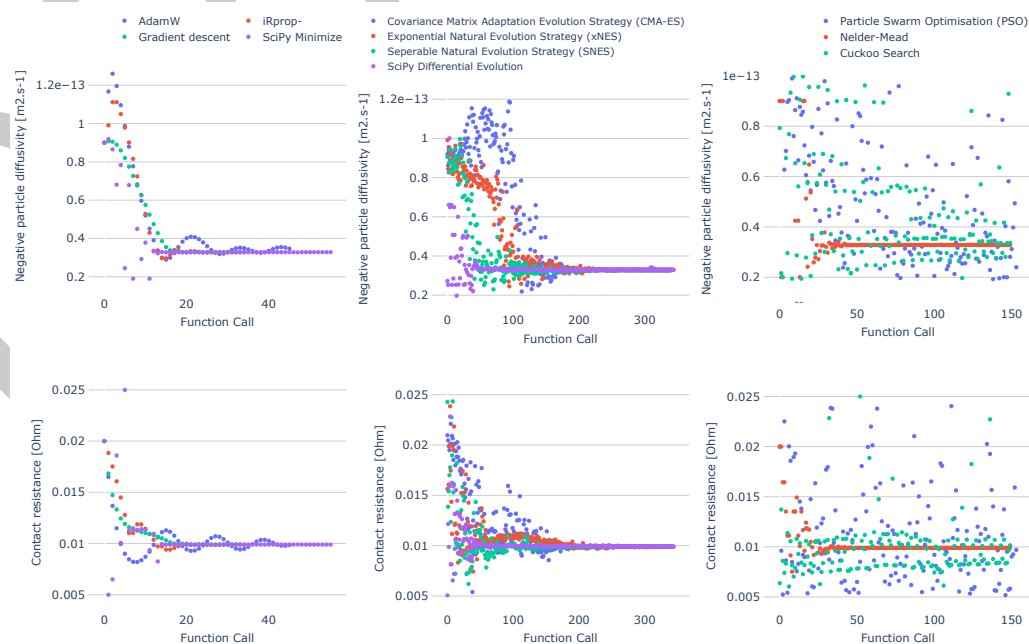 AdamW
iRprop-
Gradient descent
SciPy Minimize
Negative particle diffusivity [m2.s-1]
1.2e−13
1
0.8
0.6
0.4
0.2
0
20
40
Function Call
Covariance Matrix Adaptation Evolution Strategy (CMA-ES)
Exponential Natural Evolution Strategy (xNES)
Seperable Natural Evolution Strategy (SNES)
SciPy Differential Evolution
Negative particle diffusivity [m2.s-1]
1.2e−13
1
0.8
0.6
0.4
0.2
0
100
200
300
Function Call
Particle Swarm Optimisation (PSO)
Nelder-Mead
Cuckoo Search
Negative particle diffusivity [m2.s-1]
1e−13
0.8
0.6
0.4
0.2
0
50
100
150
Function Call
Contact resistance [Ohm]
0.025
0.02
0.015
0.01
0.005
0
20
40
Function Call
Contact resistance [Ohm]
0.025
0.02
0.015
0.01
0.005
0
100
200
300
Function Call
Contact resistance [Ohm]
0.025
0.02
0.015
0.01
0.005
0
50
100
150
Function Call